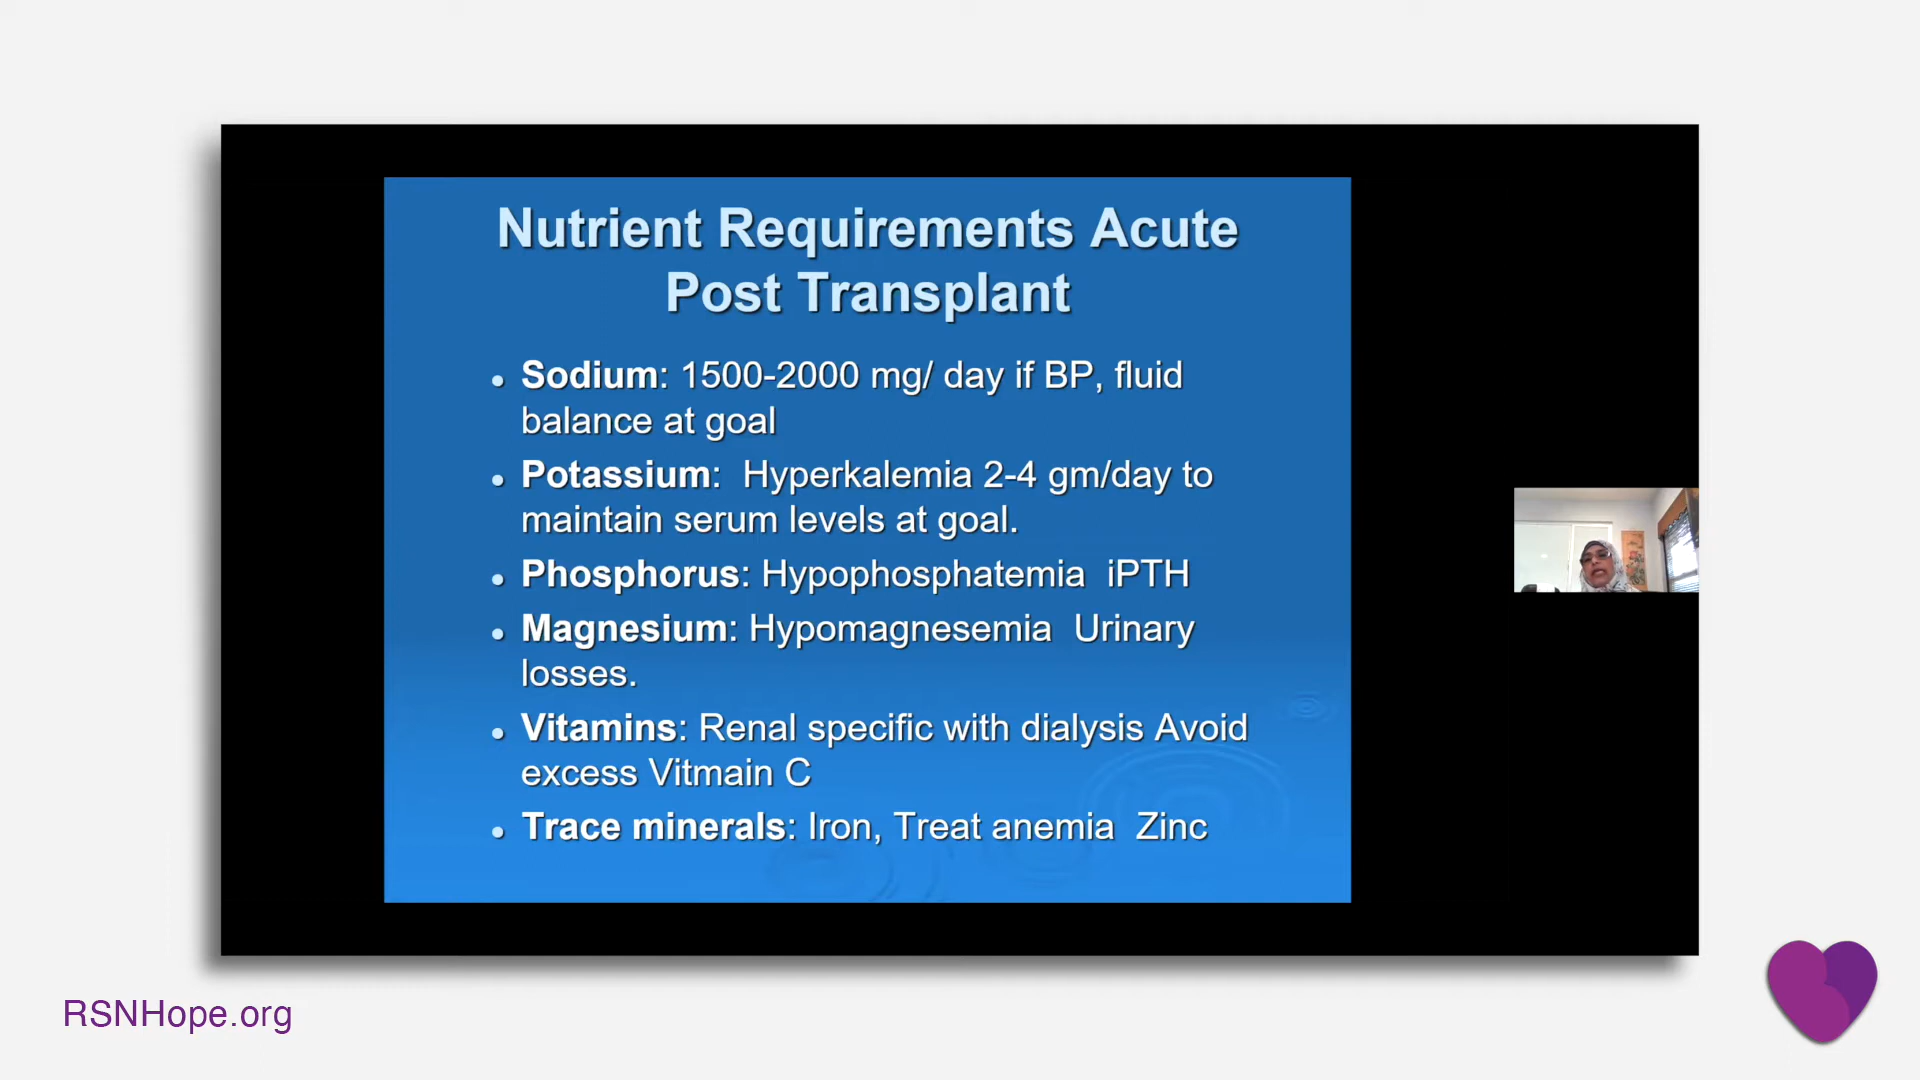 Nutrient Requirements Acute
Post Transplant
• Sodium: 1500-2000 mg/ day if BP, fluid
balance at goal
• Potassium:  Hyperkalemia 2-4 gm/day to
maintain serum levels at goal.
• Phosphorus: Hypophosphatemia  iPTH
• Magnesium: Hypomagnesemia  Urinary
losses.
• Vitamins: Renal specific with dialysis Avoid
excess Vitmain C
• Trace minerals: Iron, Treat anemia  Zinc
RSNHope.org